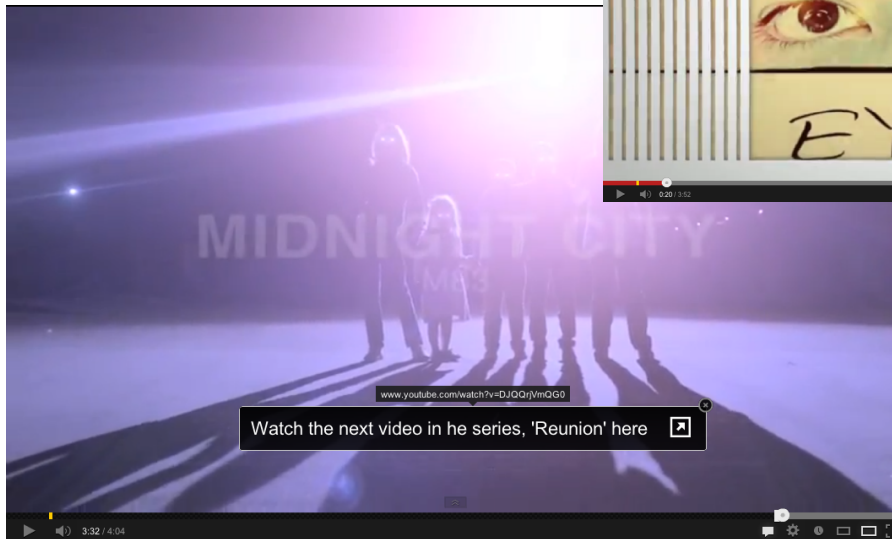 EY
0:20 / 3:52
MIDNIGHT CITY
M83
www.youtube.com/watch?v=DJQQrjVmQG0
Watch the next video in he series, 'Reunion' here
3:32 / 4:04